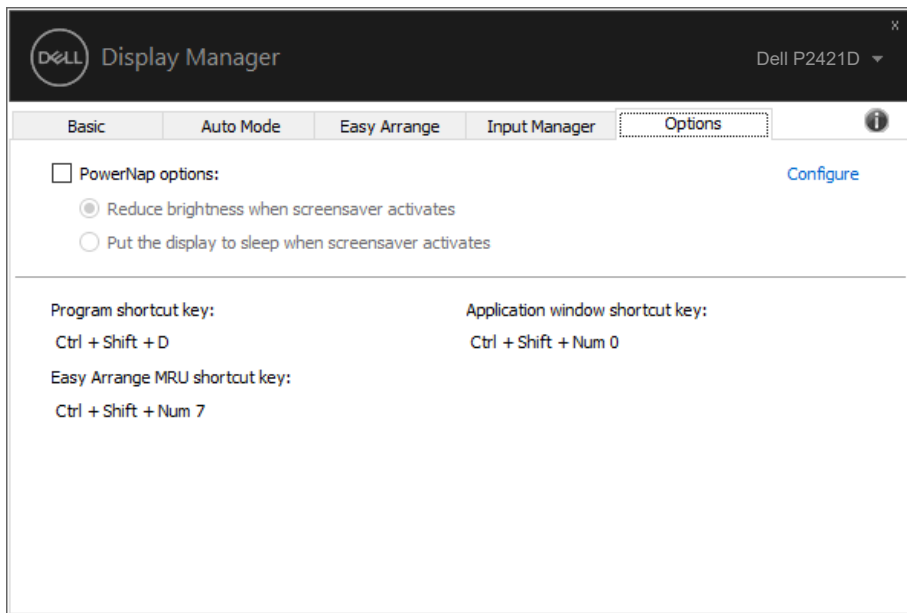 x
DELL Display Manager
Dell P2421D
Basic Auto Mode Easy Arrange Input Manager Options
PowerNap options: Configure
Reduce brightness when screensaver activates
Put the display to sleep when screensaver activates
Program shortcut key: Application window shortcut key:
Ctrl + Shift + D Ctrl + Shift + Num 0
Easy Arrange MRU shortcut key:
Ctrl + Shift + Num 7